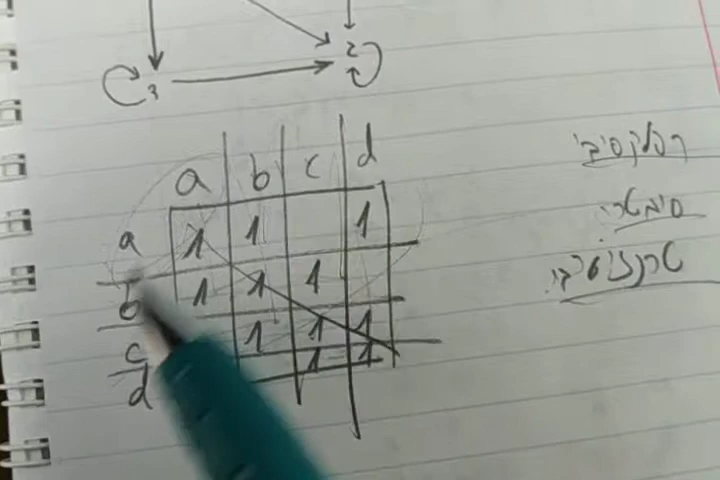 3 2
a b c d
a 1 1 1
b 1 1 1
c 1 1 1
d 1 1
רפלקסיבי
סימטרי
טרנזיטיבי